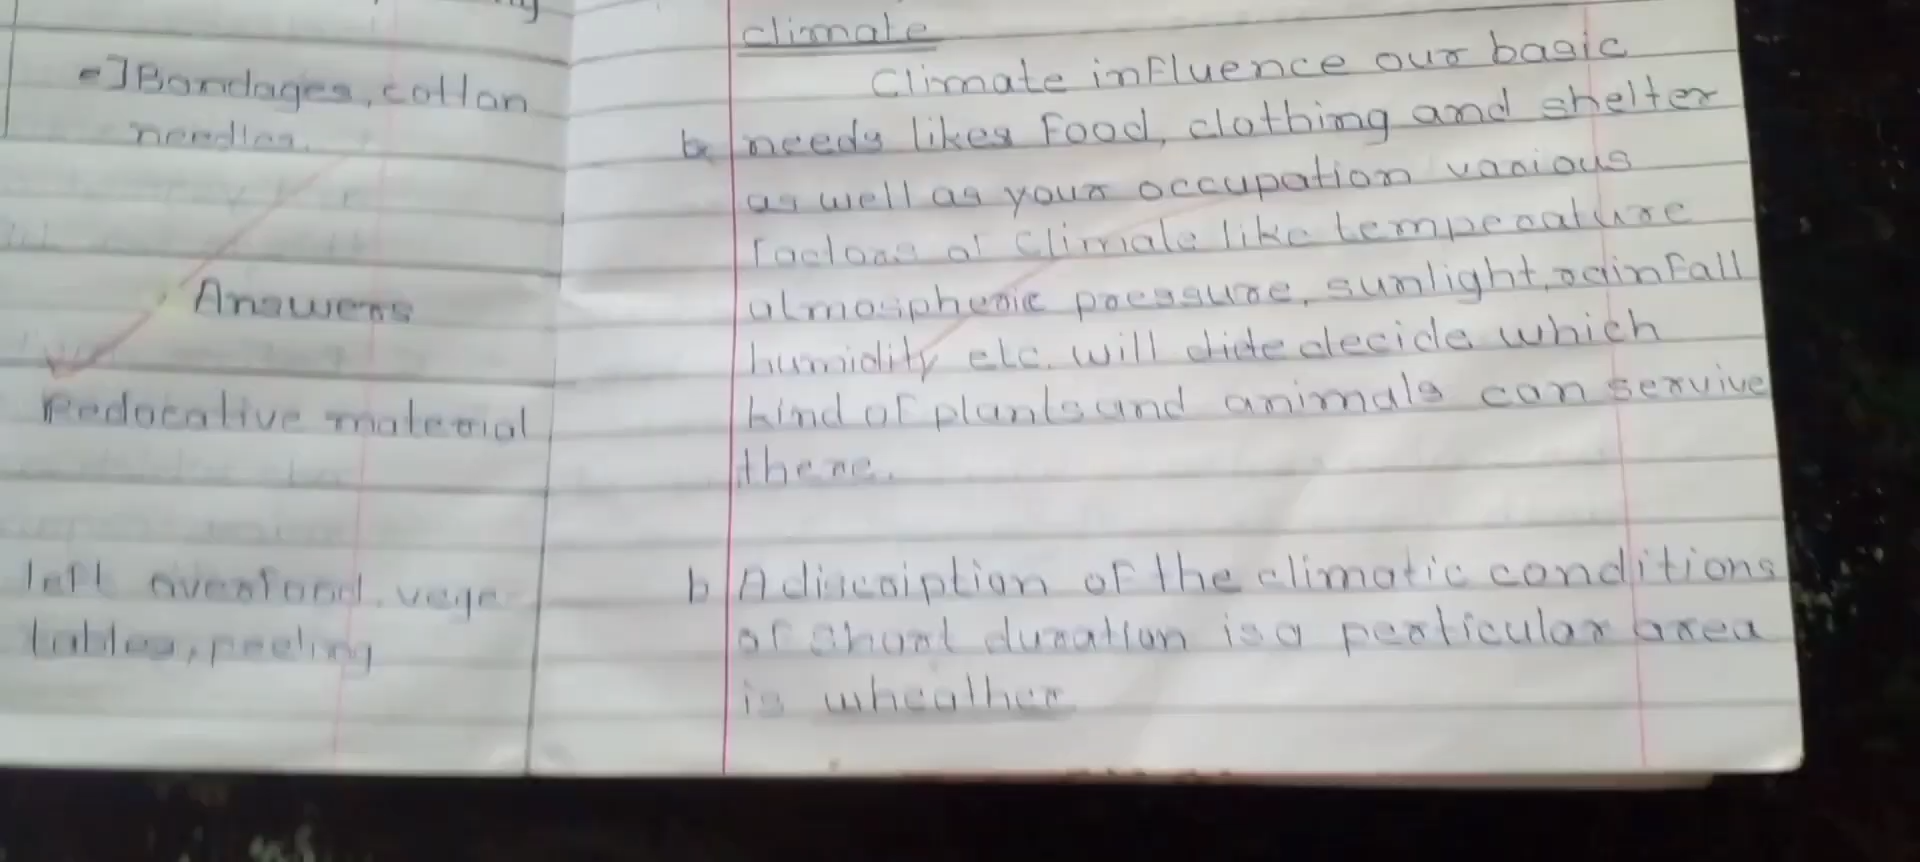 e] Bandages, cottan
needles.
Answers
Redocative material
left overfood, vege
tables, peeling
climate
Climate influence our basic
needs likes Food, clothing and shelter
as well as your occupation various
factors of Climate like tempeoature
atmospheric pressure, sunlight, rainfall
humidity etc. will dide decide which
kind of plants and animals can servive
there.
b A discription of the climatic conditions
of short duration is a perticular area
is wheather